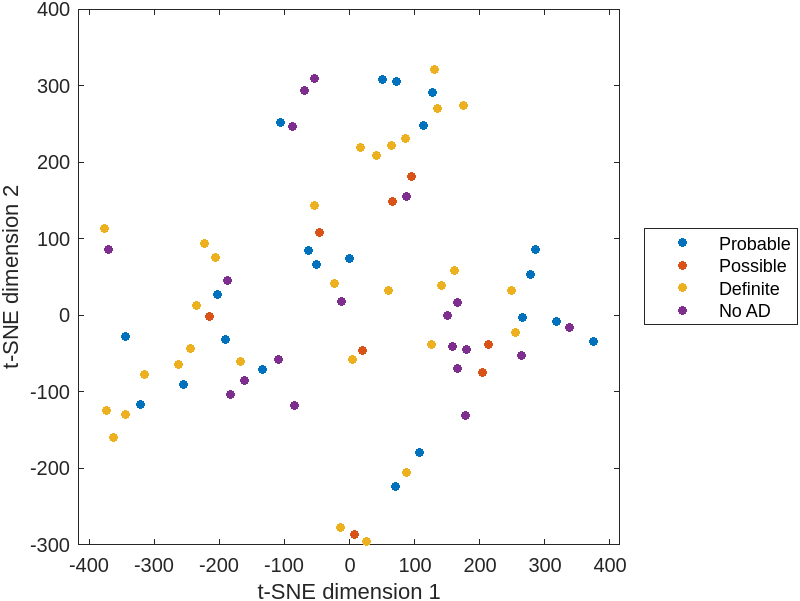 400
300
200
100
0
-100
-200
-300
-400 -300 -200 -100 0 100 200 300 400
t-SNE dimension 1
t-SNE dimension 2
Probable
Possible
Definite
No AD